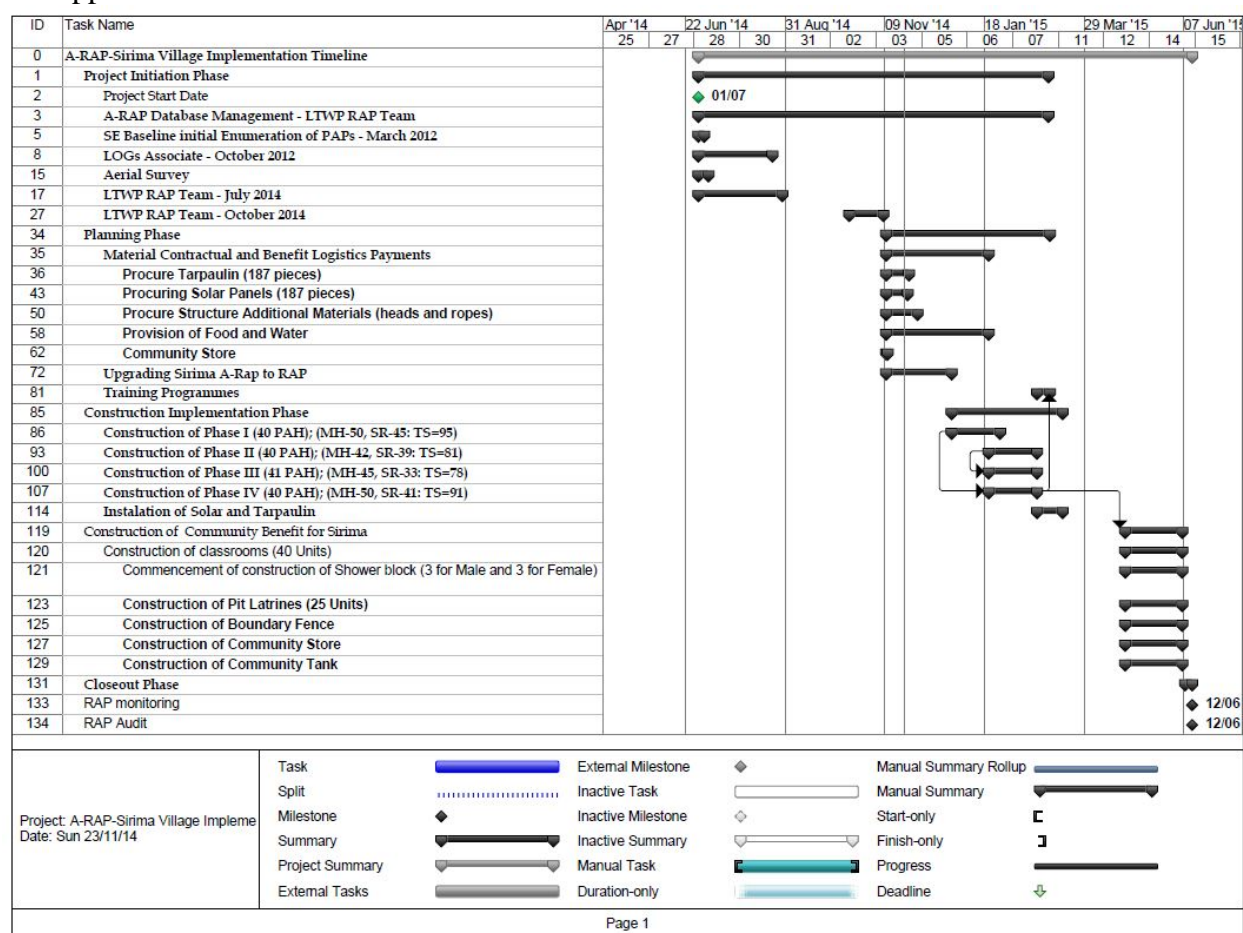 ID Task Name Apr '14 22 Jun '14 31 Aug '14 09 Nov '14 18 Jan '15 29 Mar '15 07 Jun '15
25 27 28 30 31 02 03 05 06 07 11 12 14 15
0 A-RAP-Sirima Village Implementation Timeline
1 Project Initiation Phase
2 Project Start Date 01/07
3 A-RAP Database Management - LTWP RAP Team
5 SE Baseline initial Enumeration of PAPs - March 2012
8 LOGs Associate - October 2012
15 Aerial Survey
17 LTWP RAP Team - July 2014
27 LTWP RAP Team - October 2014
34 Planning Phase
35 Material Contractual and Benefit Logistics Payments
36 Procure Tarpaulin (187 pieces)
43 Procuring Solar Panels (187 pieces)
50 Procure Structure Additional Materials (heads and ropes)
58 Provision of Food and Water
62 Community Store
72 Upgrading Sirima A-Rap to RAP
81 Training Programmes
85 Construction Implementation Phase
86 Construction of Phase I (40 PAH); (MH-50, SR-45: TS=95)
93 Construction of Phase II (40 PAH); (MH-42, SR-39: TS=81)
100 Construction of Phase III (41 PAH); (MH-45, SR-33: TS=78)
107 Construction of Phase IV (40 PAH); (MH-50, SR-41: TS=91)
114 Instalation of Solar and Tarpaulin
119 Construction of Community Benefit for Sirima
120 Construction of classrooms (40 Units)
121 Commencement of construction of Shower block (3 for Male and 3 for Female)
123 Construction of Pit Latrines (25 Units)
125 Construction of Boundary Fence
127 Construction of Community Store
129 Construction of Community Tank
131 Closeout Phase
133 RAP monitoring 12/06
134 RAP Audit 12/06
Project: A-RAP-Sirima Village Impleme
Date: Sun 23/11/14
Task External Milestone Manual Summary Rollup
Split Inactive Task Manual Summary
Milestone Inactive Milestone Start-only
Summary Inactive Summary Finish-only
Project Summary Manual Task Progress
External Tasks Duration-only Deadline
Page 1